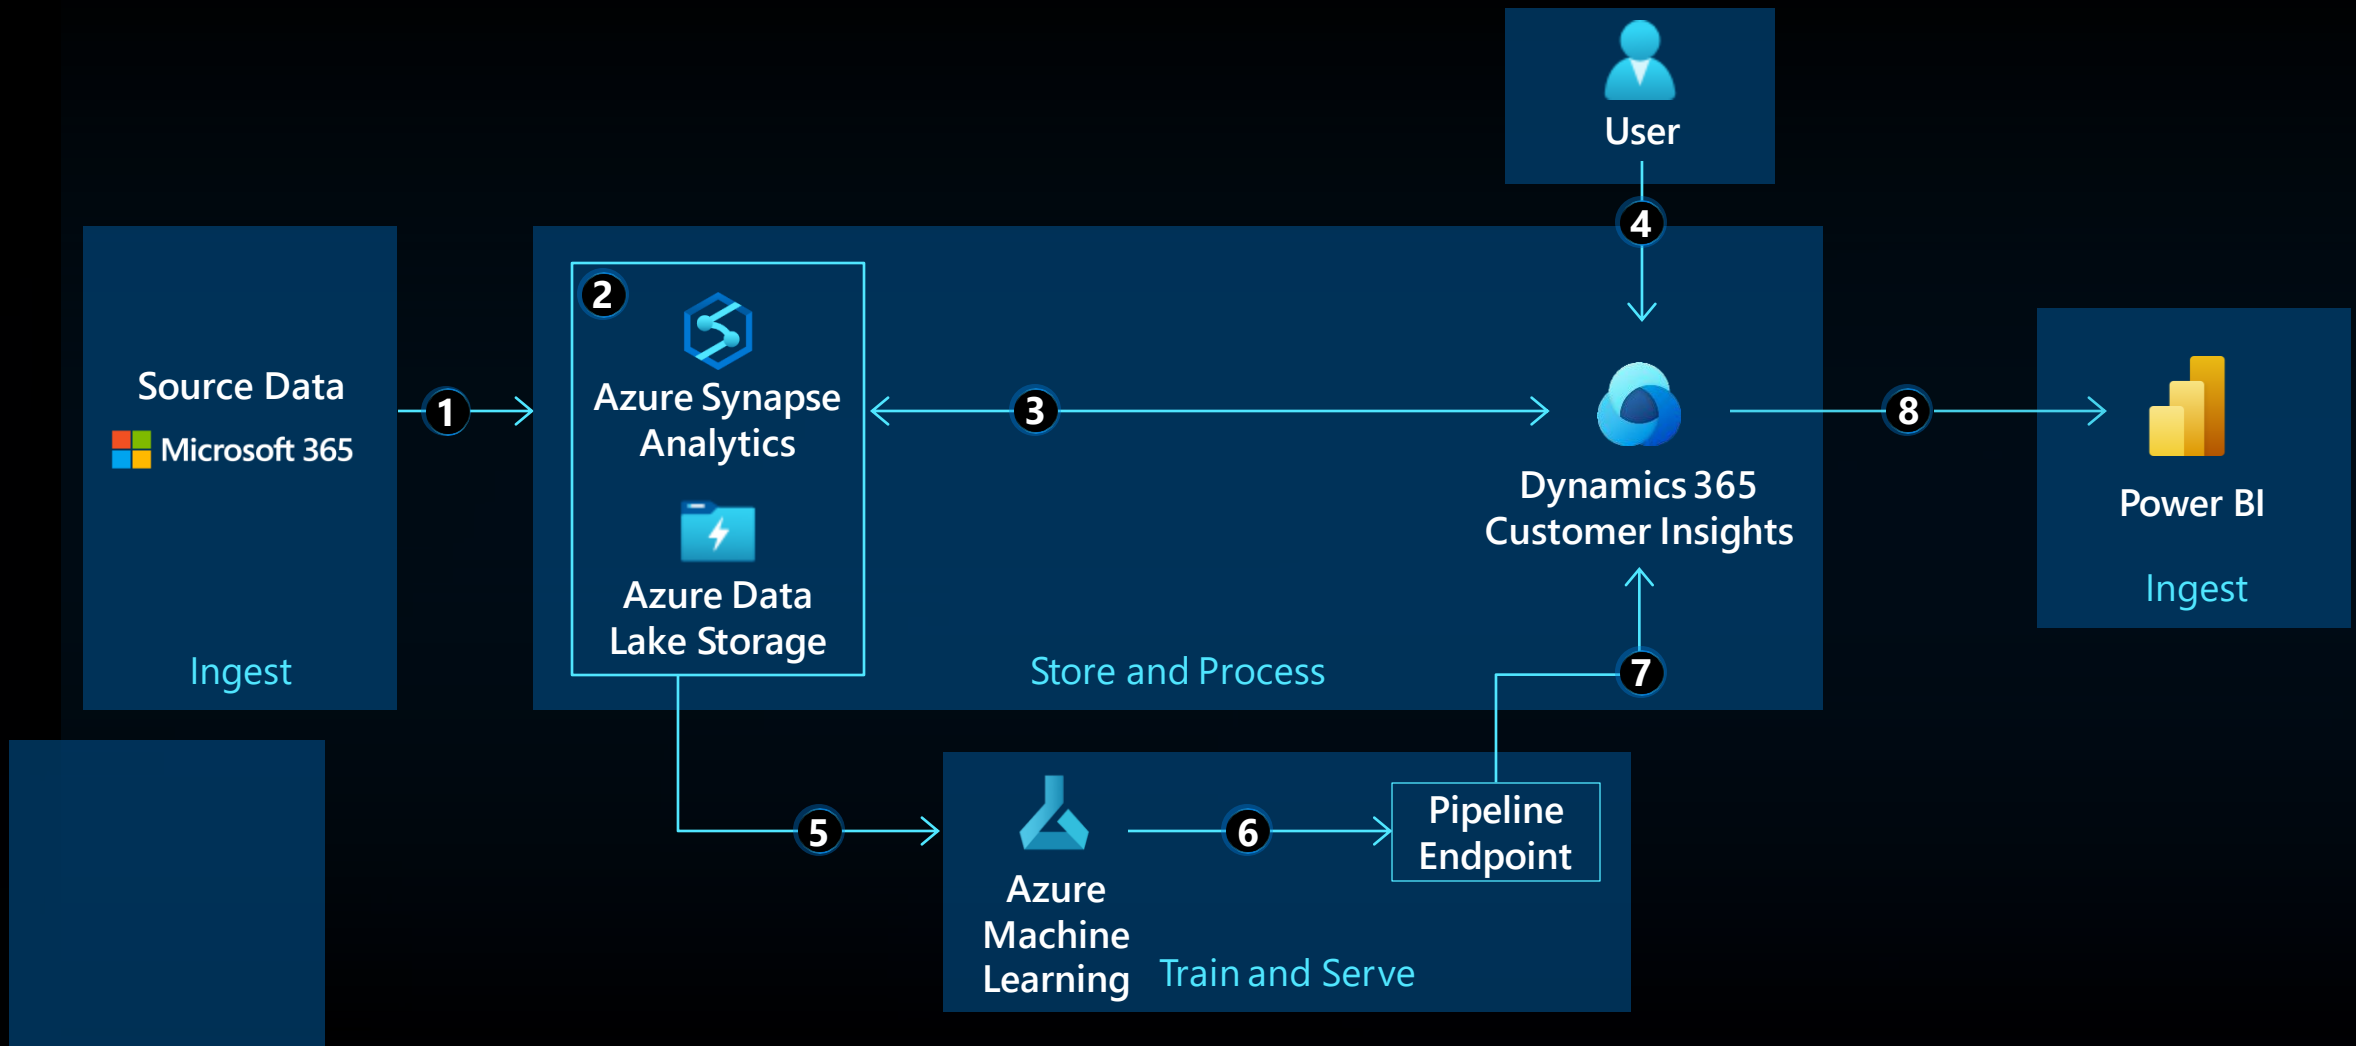 User
4
2
Source Data
Microsoft 365
Ingest
1
Azure Synapse
Analytics
Azure Data
Lake Storage
3
Dynamics 365
Customer Insights
8
Power BI
Ingest
Store and Process
7
5
Azure
Machine
Learning
6
Pipeline
Endpoint
Train and Serve